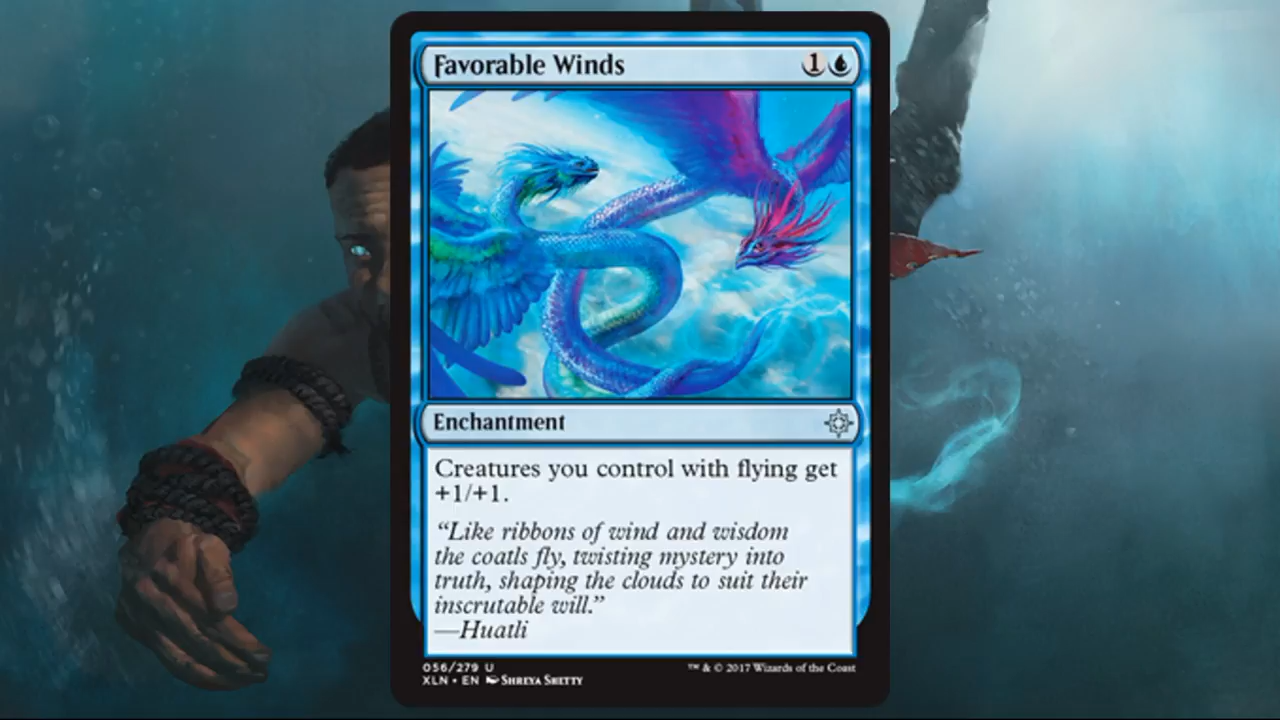 Favorable Winds 1
Enchantment
Creatures you control with flying get
+1/+1.
“Like ribbons of wind and wisdom
the coatls fly, twisting mystery into
truth, shaping the clouds to suit their
inscrutable will.”
—Huatli
056/279 U
™ & © 2017 Wizards of the Coast
XLN • EN Shreya Shetty